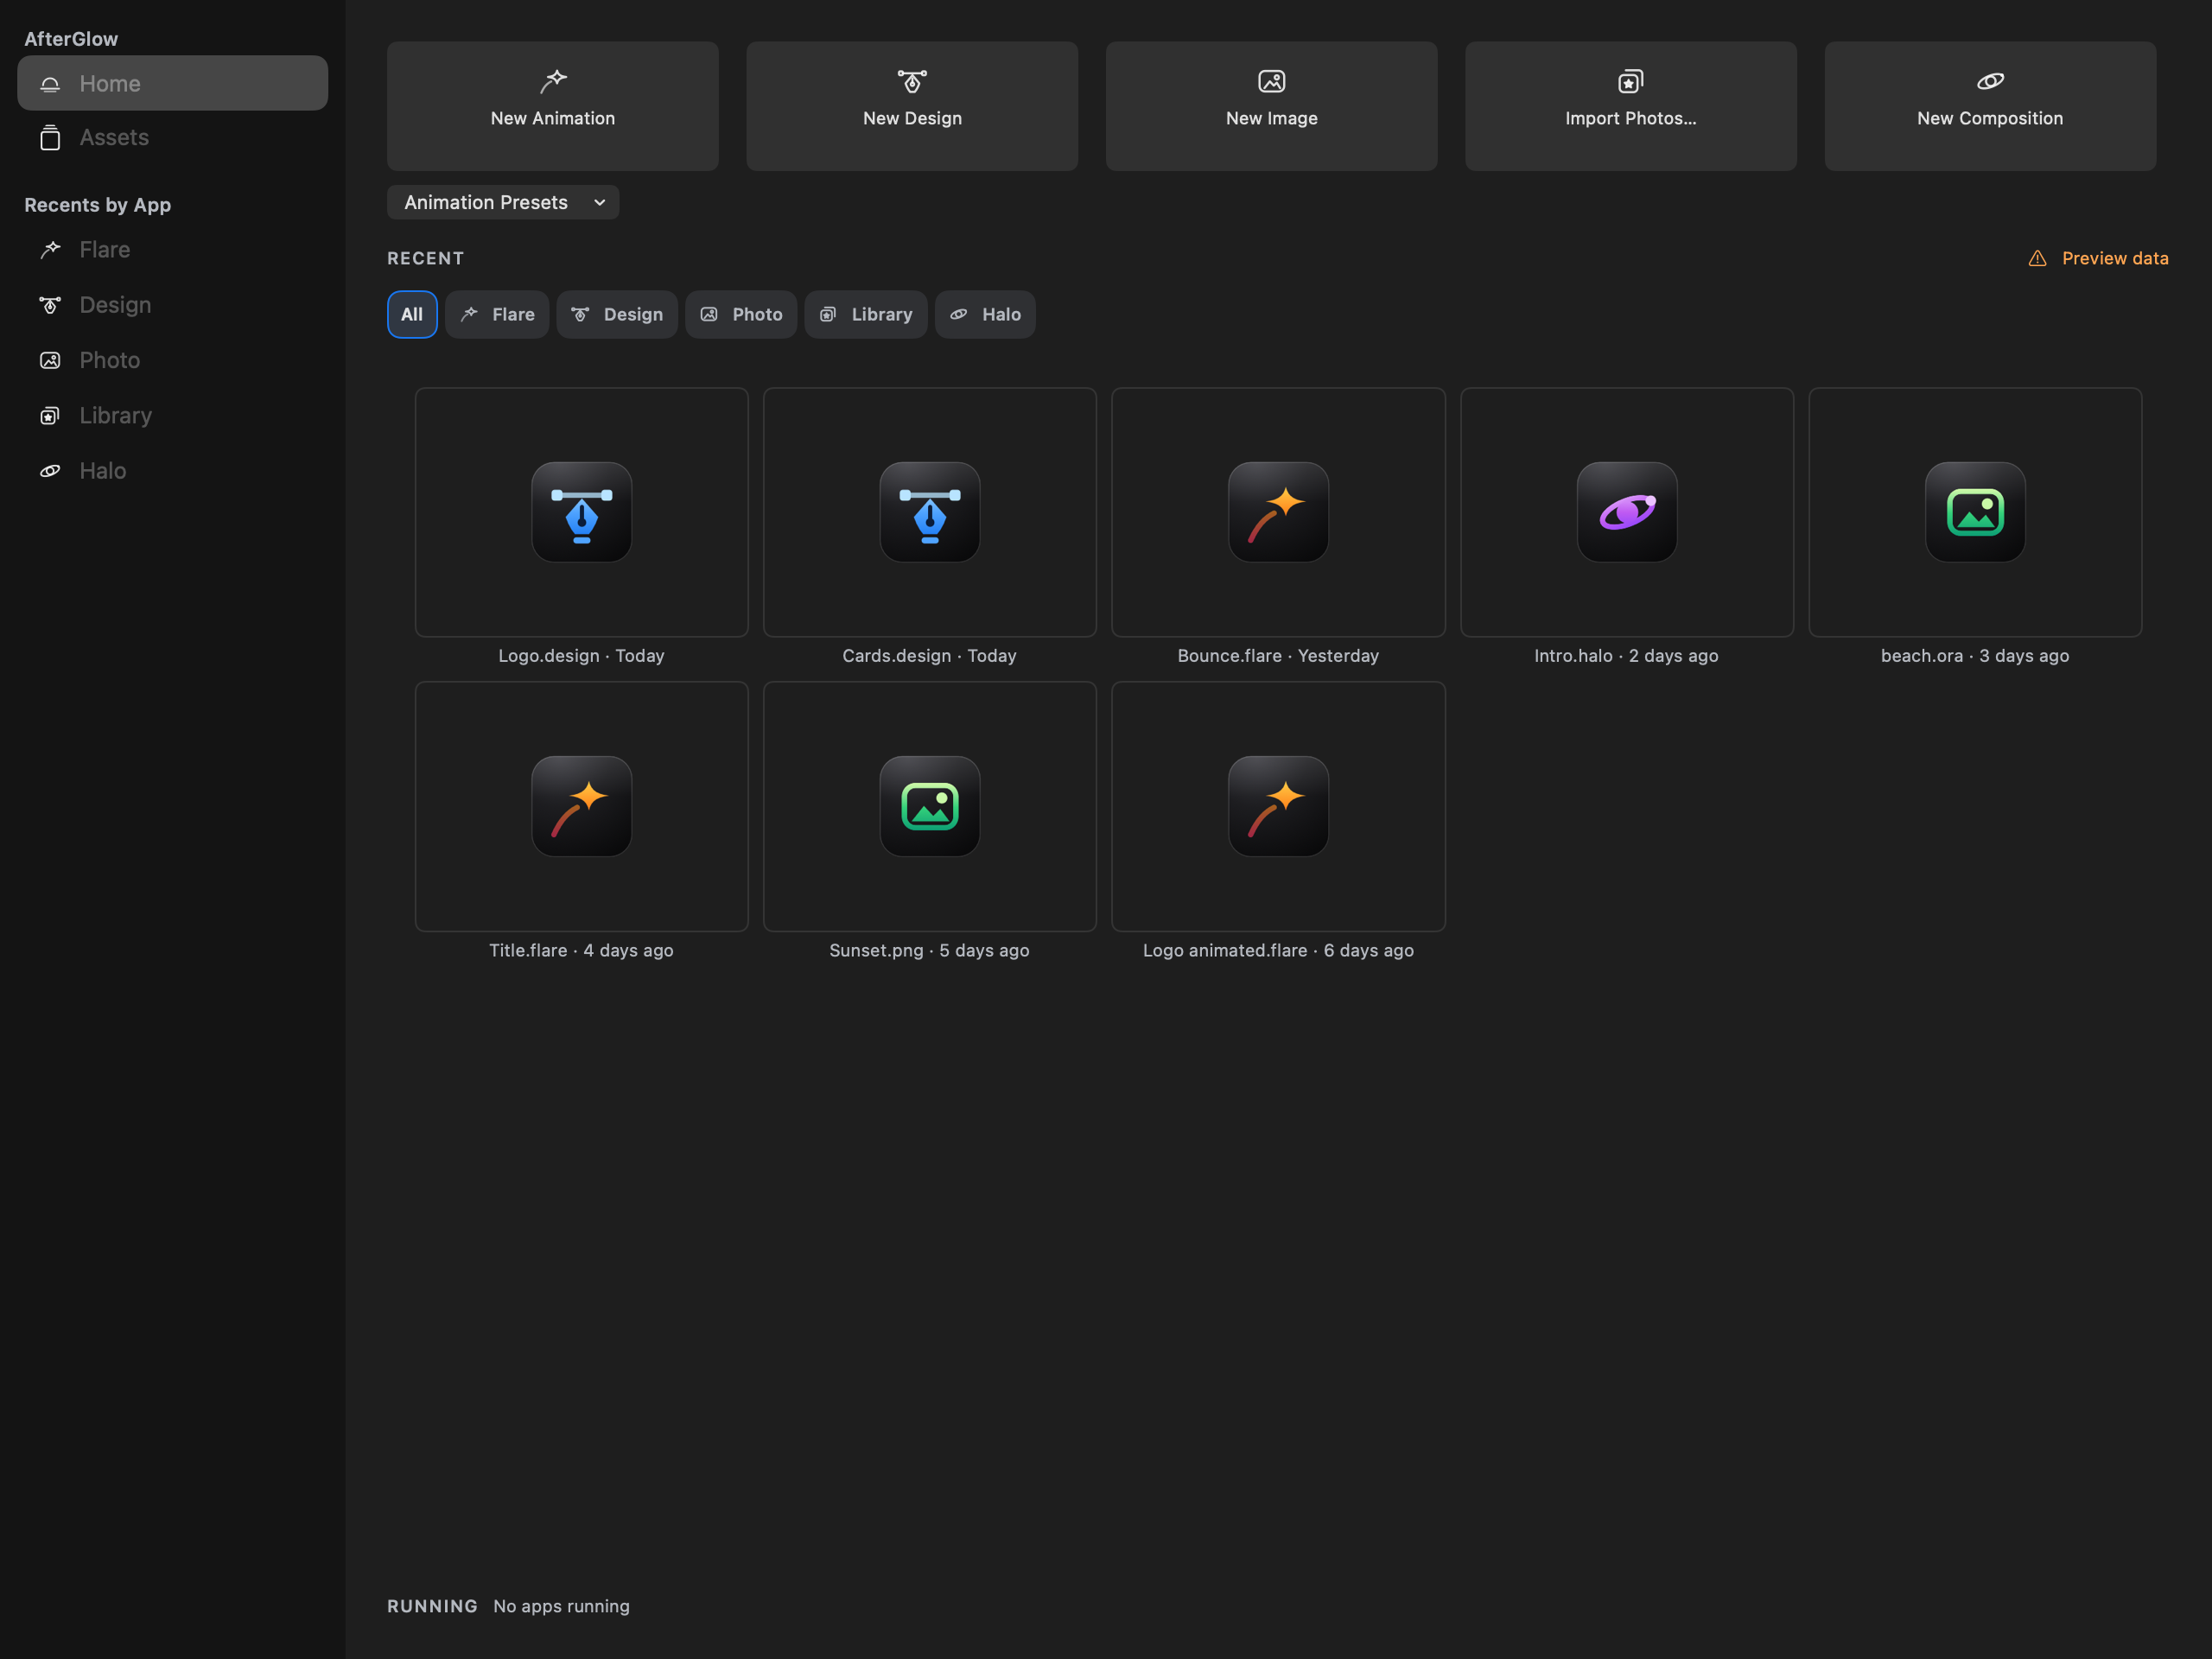 AfterGlow
Home
Assets
Recents by App
Flare
Design
Photo
Library
Halo
New Animation
New Design
New Image
Import Photos...
New Composition
Animation Presets
RECENT
Preview data
All
Flare
Design
Photo
Library
Halo
Logo.design · Today
Cards.design · Today
Bounce.flare · Yesterday
Intro.halo · 2 days ago
beach.ora · 3 days ago
Title.flare · 4 days ago
Sunset.png · 5 days ago
Logo animated.flare · 6 days ago
RUNNING No apps running